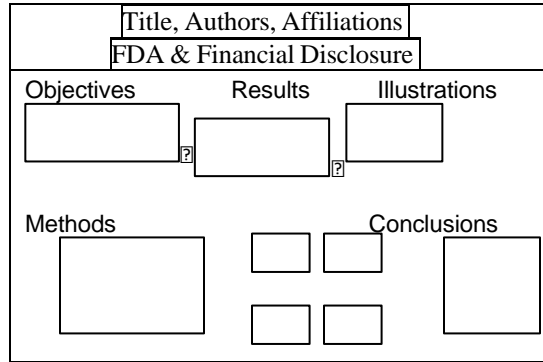 Title, Authors, Affiliations
FDA & Financial Disclosure
Objectives Results Illustrations
Methods Conclusions